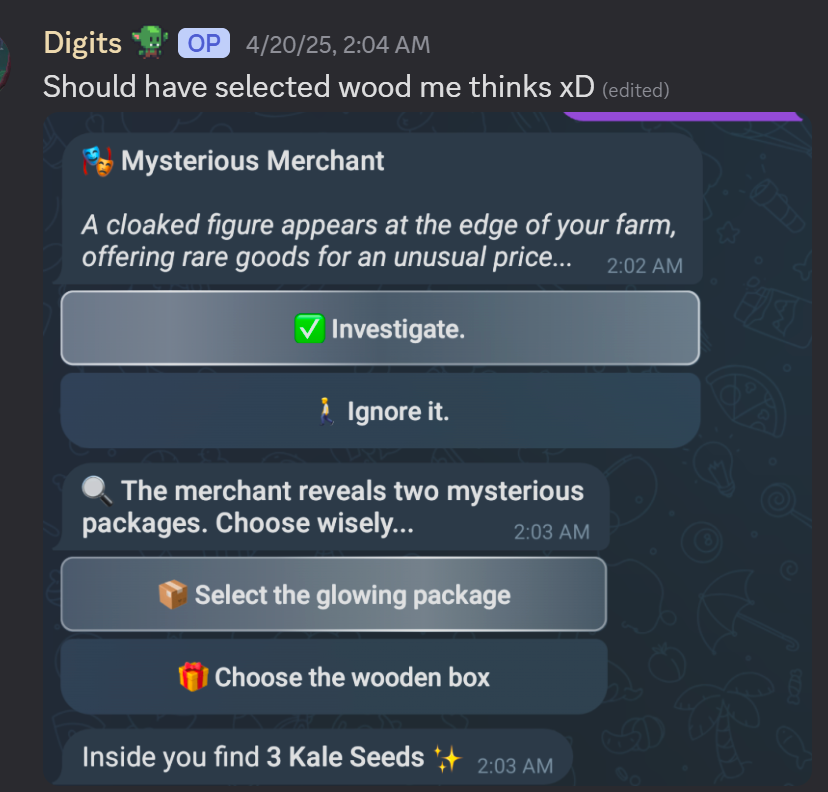 Digits OP 4/20/25, 2:04 AM
Should have selected wood me thinks xD (edited)
🎭 Mysterious Merchant
A cloaked figure appears at the edge of your farm,
offering rare goods for an unusual price... 2:02 AM
✅ Investigate.
🚶 Ignore it.
🔍 The merchant reveals two mysterious
packages. Choose wisely... 2:03 AM
📦 Select the glowing package
🎁 Choose the wooden box
Inside you find 3 Kale Seeds ✨ 2:03 AM